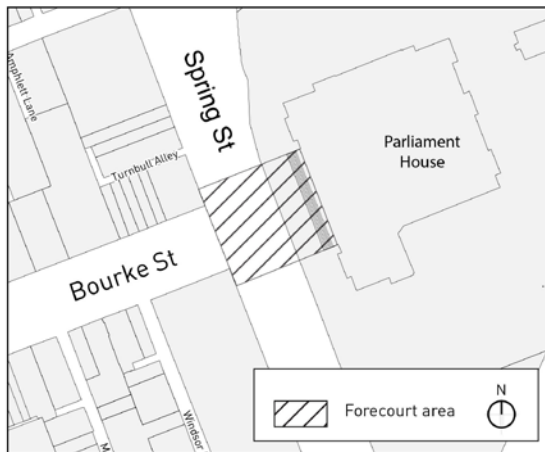 Amphlett Lane
Spring St
Turnbull Alley
Parliament
House
Bourke St
Windsor
M
N
Forecourt area